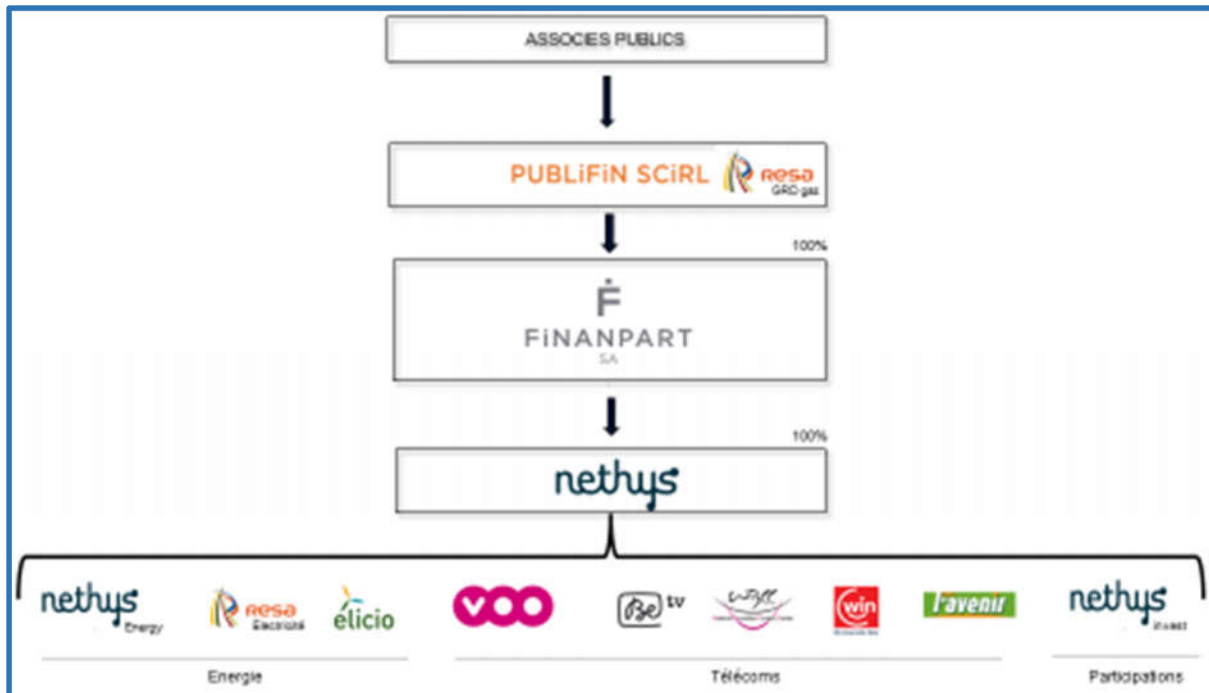 ASSOCIES PUBLICS
PUBLiFiN SCiRL Resa
GRD gaz
100%
FiNANPART
SA
100%
nethys
nethys
Energy
Resa
Electricité
élicio
VOO
Be tv
win
l'avenir
nethys
invest
Energie
Télécoms
Participations